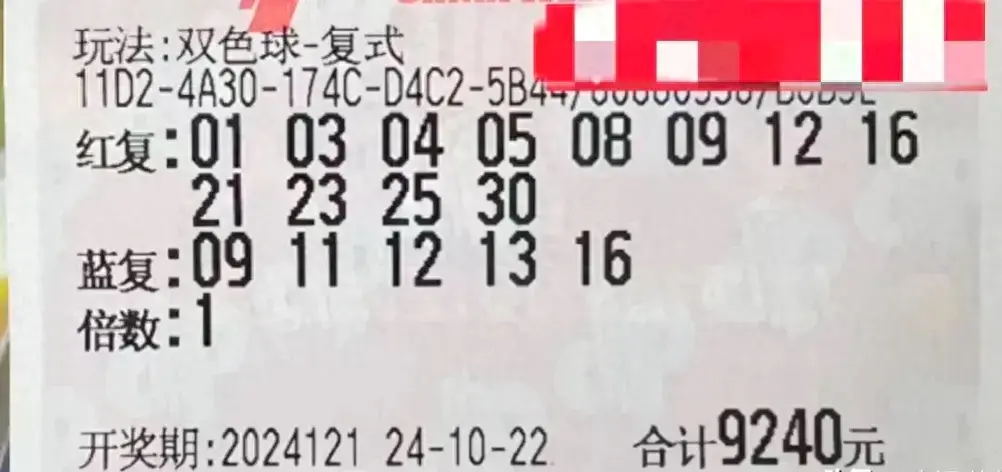 玩法:双色球-复式
11D2-4A30-174C-D4C2-5B44/
红复:01 03 04 05 08 09 12 16
21 23 25 30
蓝复:09 11 12 13 16
倍数:1
开奖期:2024121 24-10-22 合计9240元